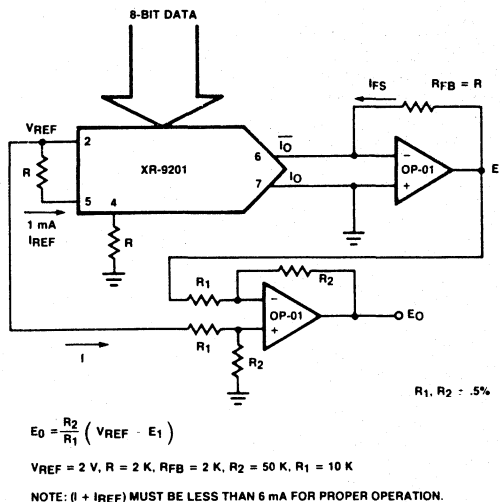 8-BIT DATA
IFS
RFB = R
VREF
2
R
XR-9201
6
IO
7
IO
5
4
1 mA
IREF
R
−
+
OP-01
E
R1
R2
−
+
OP-01
EO
R1
R2
I
R1, R2 - .5%
E0 = R2/R1 ( VREF - E1 )
VREF = 2 V, R = 2 K, RFB = 2 K, R2 = 50 K, R1 = 10 K
NOTE: (I + IREF) MUST BE LESS THAN 6 mA FOR PROPER OPERATION.